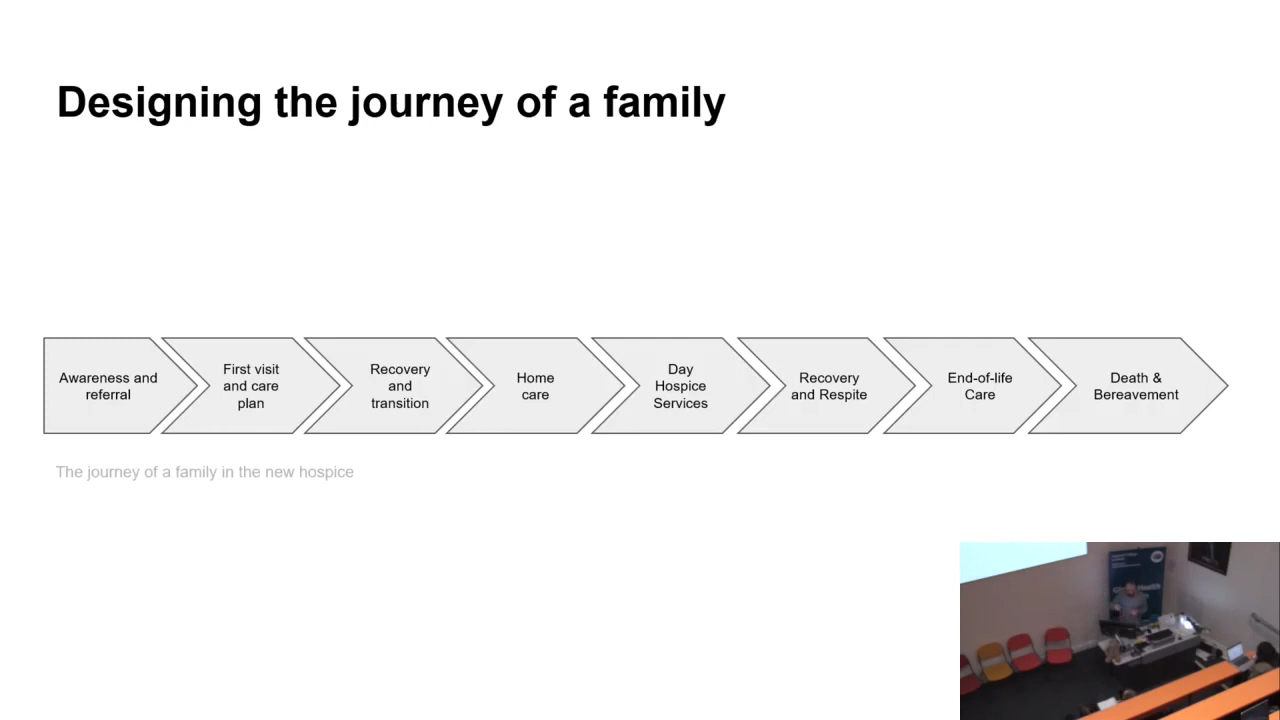 Designing the journey of a family
Awareness and
referral
First visit
and care
plan
Recovery
and
transition
Home
care
Day
Hospice
Services
Recovery
and Respite
End-of-life
Care
Death &
Bereavement
The journey of a family in the new hospice